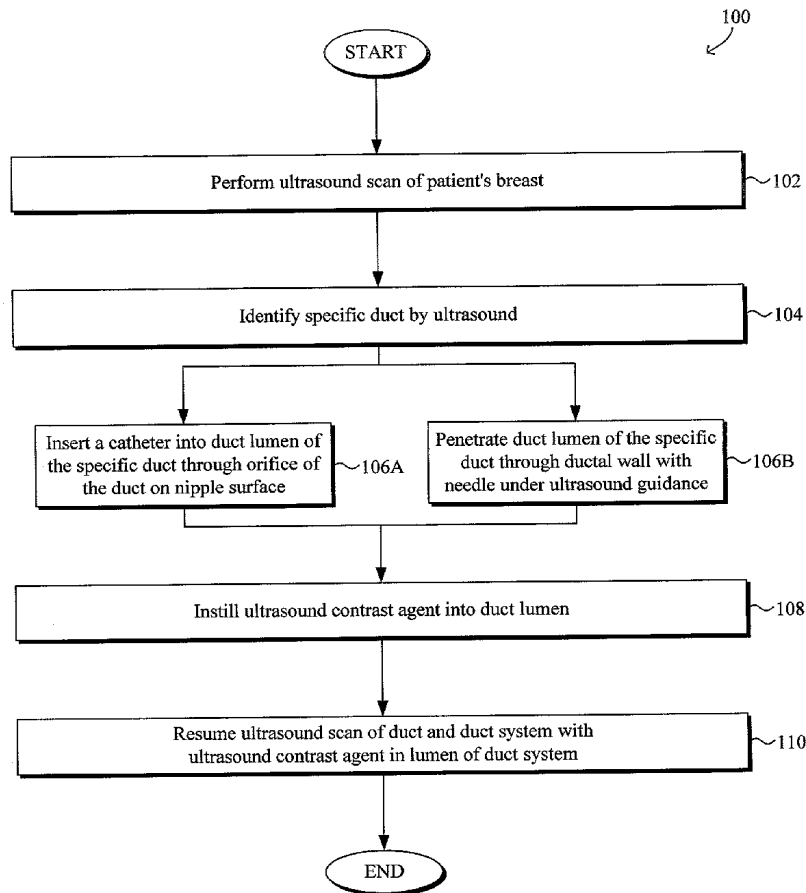 100
START
Perform ultrasound scan of patient's breast
102
Identify specific duct by ultrasound
104
Insert a catheter into duct lumen of
the specific duct through orifice of
the duct on nipple surface
106A
Penetrate duct lumen of the specific
duct through ductal wall with
needle under ultrasound guidance
106B
Instill ultrasound contrast agent into duct lumen
108
Resume ultrasound scan of duct and duct system with
ultrasound contrast agent in lumen of duct system
110
END